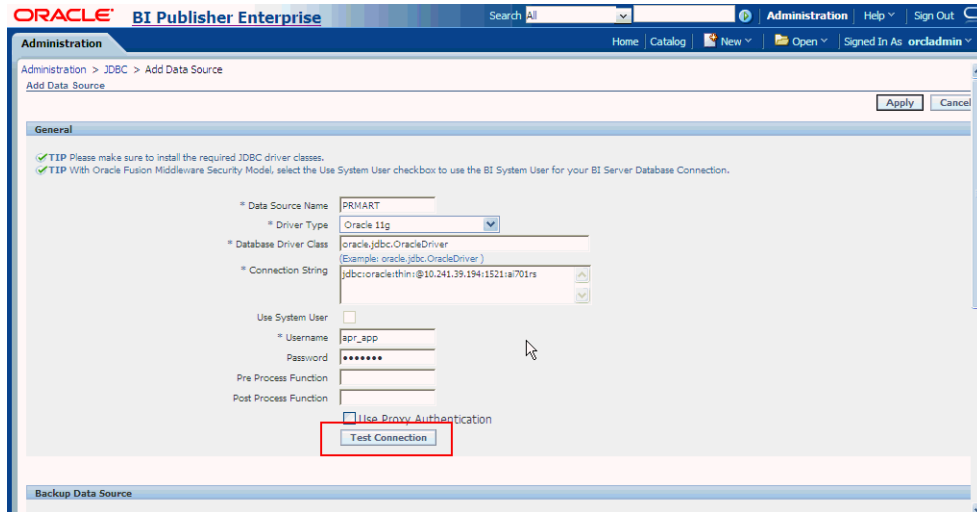 ORACLE BI Publisher Enterprise Search All Administration Help Sign Out
Administration Home Catalog New Open Signed In As orcladmin
Administration > JDBC > Add Data Source
Add Data Source
Apply Cancel
General
TIP Please make sure to install the required JDBC driver classes.
TIP With Oracle Fusion Middleware Security Model, select the Use System User checkbox to use the BI System User for your BI Server Database Connection.
* Data Source Name PRMART
* Driver Type Oracle 11g
* Database Driver Class oracle.jdbc.OracleDriver
(Example: oracle.jdbc.OracleDriver )
* Connection String jdbc:oracle:thin:@10.241.39.194:1521:ai701rs
Use System User
* Username apr_app
Password •••••••
Pre Process Function
Post Process Function
Use Proxy Authentication
Test Connection
Backup Data Source